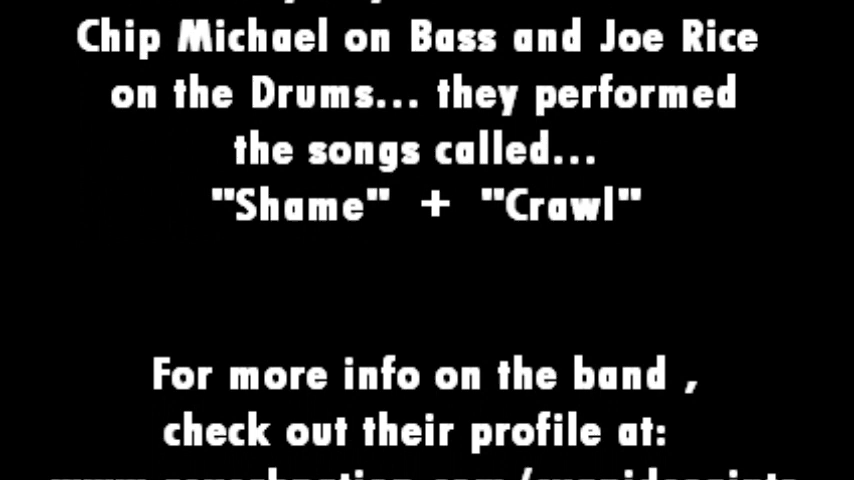 Chip Michael on Bass and Joe Rice
on the Drums... they performed
the songs called...
"Shame" + "Crawl"
For more info on the band ,
check out their profile at: